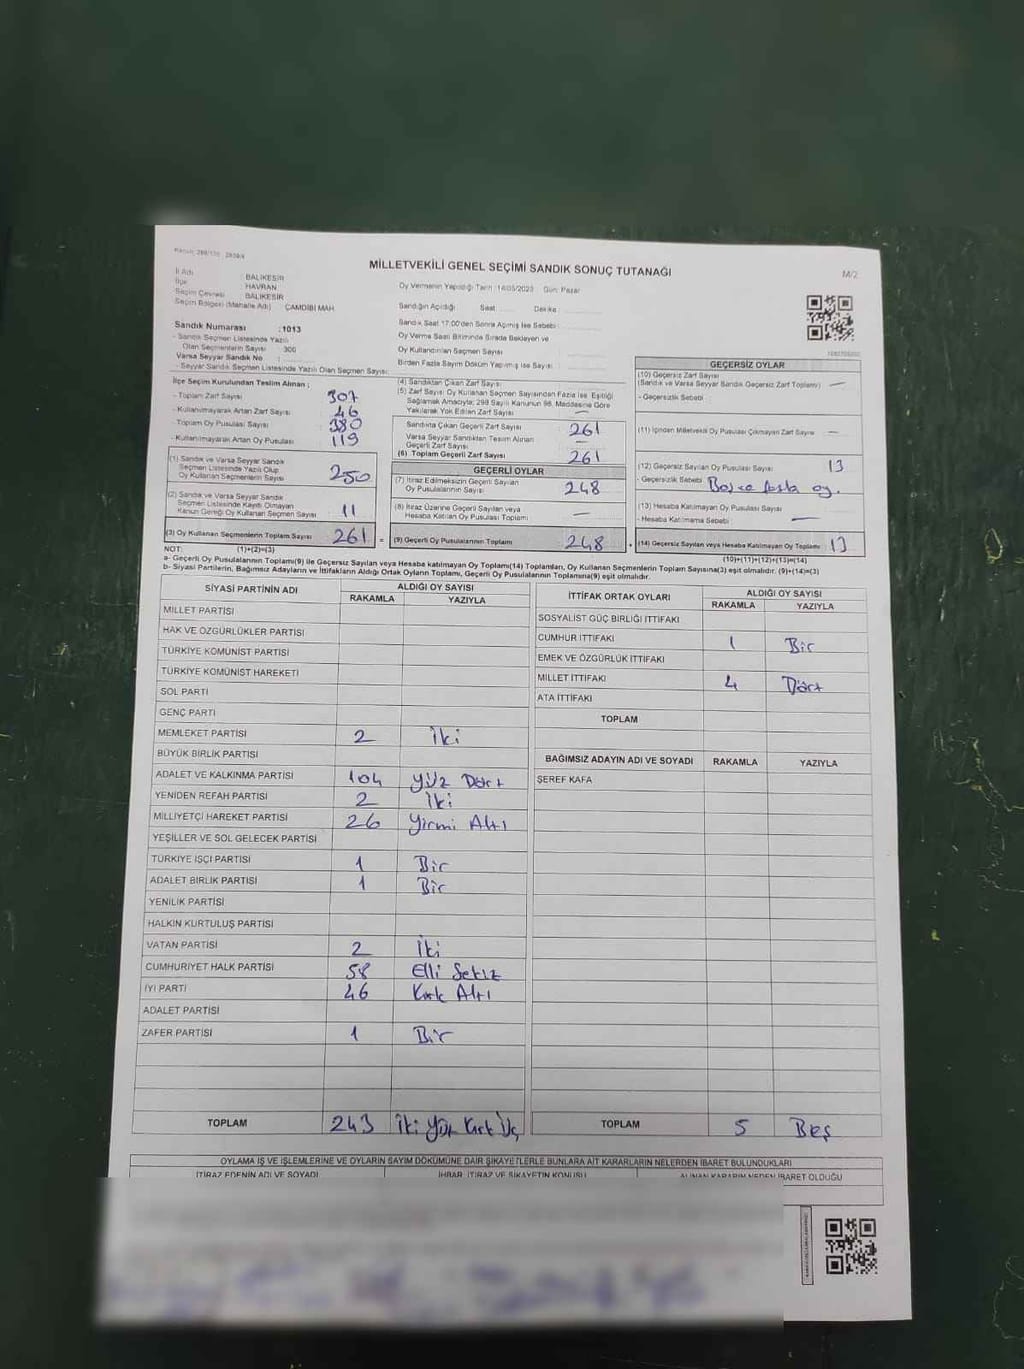 MİLLETVEKİLİ GENEL SEÇİMİ SANDIK SONUÇ TUTANAĞI
M/2
İl Adı : BALIKESİR
İlçe : HAVRAN
Seçim Çevresi : BALIKESİR
Seçim Bölgesi (Mahalle Adı) : ÇAMDİBİ MAH
Oy Vermenin Yapıldığı Tarih :14/05/2023 Gün: Pazar
Sandığın Açıldığı Saat Dakika
Sandık Numarası : 1013
- Sandık Seçmen Listesinde Yazılı Olan Seçmenlerin Sayısı : 300
Varsa Seyyar Sandık No :
- Seyyar Sandık Seçmen Listesinde Yazılı Olan Seçmen Sayısı:
Sandık Saat 17:00'den Sonra Açılmış İse Sebebi :
Oy Verme Saati Bitiminde Sırada Bekleyen ve
Oy Kullandırılan Seçmen Sayısı
Birden Fazla Sayım Döküm Yapılmış ise Sayısı
İlçe Seçim Kurulundan Teslim Alınan ;
- Toplam Zarf Sayısı 307
- Kullanılmayarak Artan Zarf Sayısı 46
- Toplam Oy Pusulası Sayısı 380
- Kullanılmayarak Artan Oy Pusulası 119
(1) Sandık ve Varsa Seyyar Sandık
Seçmen Listesinde Yazılı Olup
Oy Kullanan Seçmenlerin Sayısı 250
(2) Sandık ve Varsa Seyyar Sandık
Seçmen Listesinde Kayıtlı Olmayan
Kanun Gereği Oy Kullanan Seçmen Sayısı 11
(3) Oy Kullanan Seçmenlerin Toplam Sayısı 261 =
(4) Sandıktan Çıkan Zarf Sayısı
(5) Zarf Sayısı Oy Kullanan Seçmen Sayısından Fazla ise Eşitliği
Sağlamak Amacıyla; 298 Sayılı Kanunun 98. Maddesine Göre
Yakılarak Yok Edilen Zarf Sayısı —
Sandıkta Çıkan Geçerli Zarf Sayısı 261
Varsa Seyyar Sandıktan Teslim Alınan
Geçerli Zarf Sayısı —
(6) Toplam Geçerli Zarf Sayısı 261
GEÇERLİ OYLAR
(7) İtiraz Edilmeksizin Geçerli Sayılan
Oy Pusulalarının Sayısı 248
(8) İtiraz Üzerine Geçerli Sayılan veya
Hesaba Katılan Oy Pusulası Toplamı —
(9) Geçerli Oy Pusulalarının Toplamı 248 +
GEÇERSİZ OYLAR
(10) Geçersiz Zarf Sayısı
(Sandık ve Varsa Seyyar Sandık Geçersiz Zarf Toplamı) —
- Geçersizlik Sebebi :
(11) İçinden Milletvekili Oy Pusulası Çıkmayan Zarf Sayısı —
(12) Geçersiz Sayılan Oy Pusulası Sayısı 13
- Geçersizlik Sebebi oy.
(13) Hesaba Katılmayan Oy Pusulası Sayısı
- Hesaba Katılmama Sebebi : —
(14) Geçersiz Sayılan veya Hesaba Katılmayan Oy Toplamı 13
NOT: (1)+(2)=(3)
(10)+(11)+(12)+(13)=(14)
a- Geçerli Oy Pusulalarının Toplamı(9) ile Geçersiz Sayılan veya Hesaba katılmayan Oy Toplamı(14) Toplamları, Oy Kullanan Seçmenlerin Toplam Sayısına(3) eşit olmalıdır. (9)+(14)=(3)
b- Siyasi Partilerin, Bağımsız Adayların ve İttifakların Aldığı Ortak Oyların Toplamı, Geçerli Oy Pusulalarının Toplamına(9) eşit olmalıdır.
SİYASİ PARTİNİN ADI ALDIĞI OY SAYISI
RAKAMLA YAZIYLA
MİLLET PARTİSİ
HAK VE ÖZGÜRLÜKLER PARTİSİ
TÜRKİYE KOMÜNİST PARTİSİ
TÜRKİYE KOMÜNİST HAREKETİ
SOL PARTİ
GENÇ PARTİ
MEMLEKET PARTİSİ 2 İki
BÜYÜK BİRLİK PARTİSİ
ADALET VE KALKINMA PARTİSİ 104 Yüz Dört
YENİDEN REFAH PARTİSİ 2 İki
MİLLİYETÇİ HAREKET PARTİSİ 26 Yirmi Altı
YEŞİLLER VE SOL GELECEK PARTİSİ
TÜRKİYE İŞÇİ PARTİSİ 1 Bir
ADALET BİRLİK PARTİSİ 1 Bir
YENİLİK PARTİSİ
HALKIN KURTULUŞ PARTİSİ
VATAN PARTİSİ 2 İki
CUMHURİYET HALK PARTİSİ 58 Elli Sekiz
İYİ PARTİ 46 Kırk Altı
ADALET PARTİSİ
ZAFER PARTİSİ 1 Bir
TOPLAM 243 İki Yüz Kırk Üç
İTTİFAK ORTAK OYLARI ALDIĞI OY SAYISI
RAKAMLA YAZIYLA
SOSYALİST GÜÇ BİRLİĞİ İTTİFAKI
CUMHUR İTTİFAKI 1 Bir
EMEK VE ÖZGÜRLÜK İTTİFAKI
MİLLET İTTİFAKI 4 Dört
ATA İTTİFAKI
TOPLAM
BAĞIMSIZ ADAYIN ADI VE SOYADI RAKAMLA YAZIYLA
ŞEREF KAFA
TOPLAM 5 Beş
OYLAMA İŞ VE İŞLEMLERİNE VE OYLARIN SAYIM DÖKÜMÜNE DAİR ŞİKAYETLERLE BUNLARA AİT KARARLARIN NELERDEN İBARET BULUNDUKLARI
İTİRAZ EDENİN ADI VE SOYADI İHBAR, İTİRAZ VE ŞİKAYETİN KONUSU ALINAN KARARIN NEDEN İBARET OLDUĞU